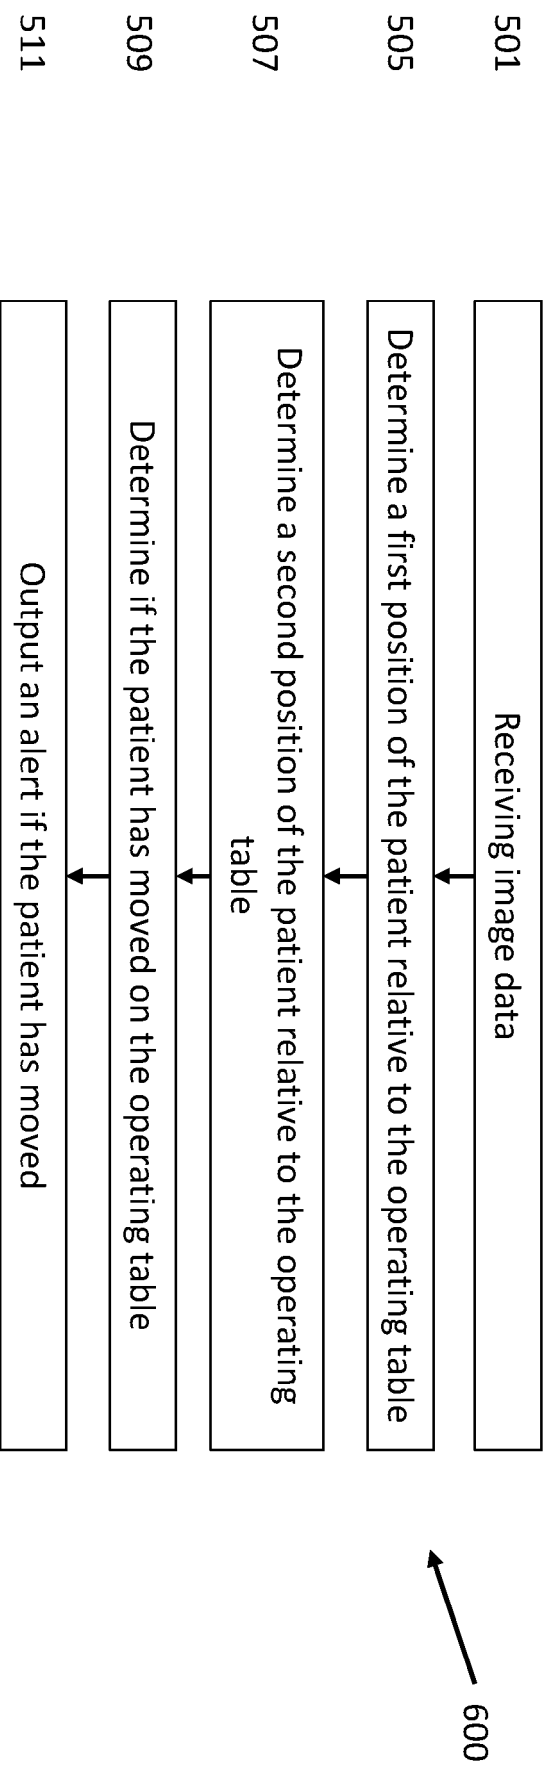 501
Receiving image data
505
Determine a first position of the patient relative to the operating table
507
Determine a second position of the patient relative to the operating
table
509
Determine if the patient has moved on the operating table
511
Output an alert if the patient has moved
600